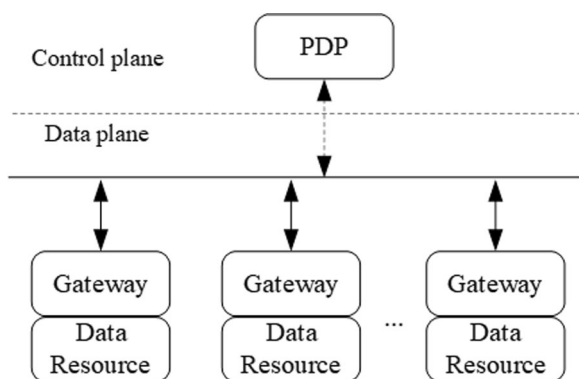 PDP
Control plane
Data plane
Gateway
Gateway
Gateway
Data
Resource
Data
Resource
...
Data
Resource